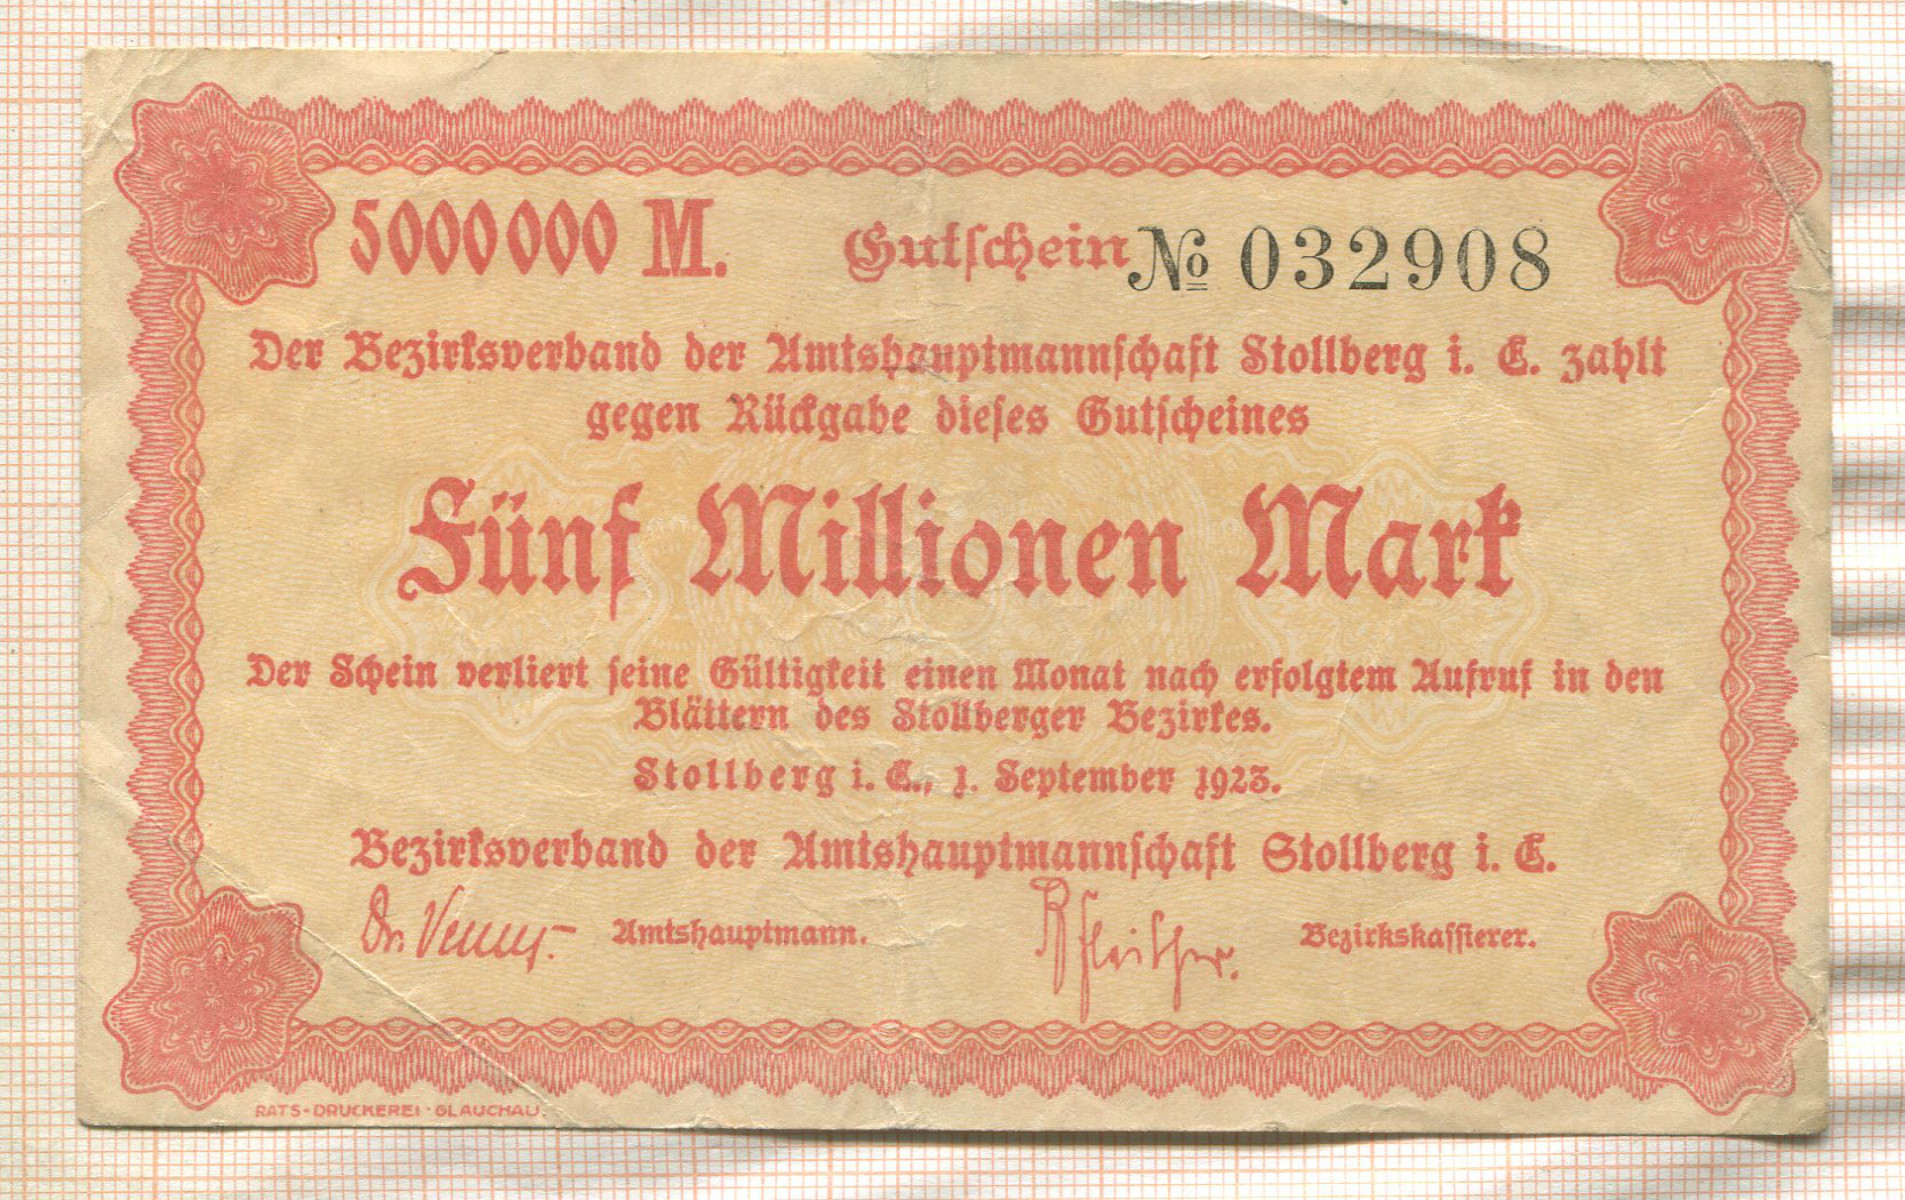 5000000 M. Gutschein № 032908
Der Bezirksverband der Amtshauptmannschaft Stollberg i. E. zahlt
gegen Rückgabe dieses Gutscheines
Fünf Millionen Mark
Der Schein verliert seine Gültigkeit einen Monat nach erfolgtem Aufruf in den
Blättern des Stollberger Bezirkes.
Stollberg i. E., 1. September 1923.
Bezirksverband der Amtshauptmannschaft Stollberg i. E.
Dr. Amtshauptmann. Bezirkskassierer.
RATS-DRUCKEREI · GLAUCHAU.